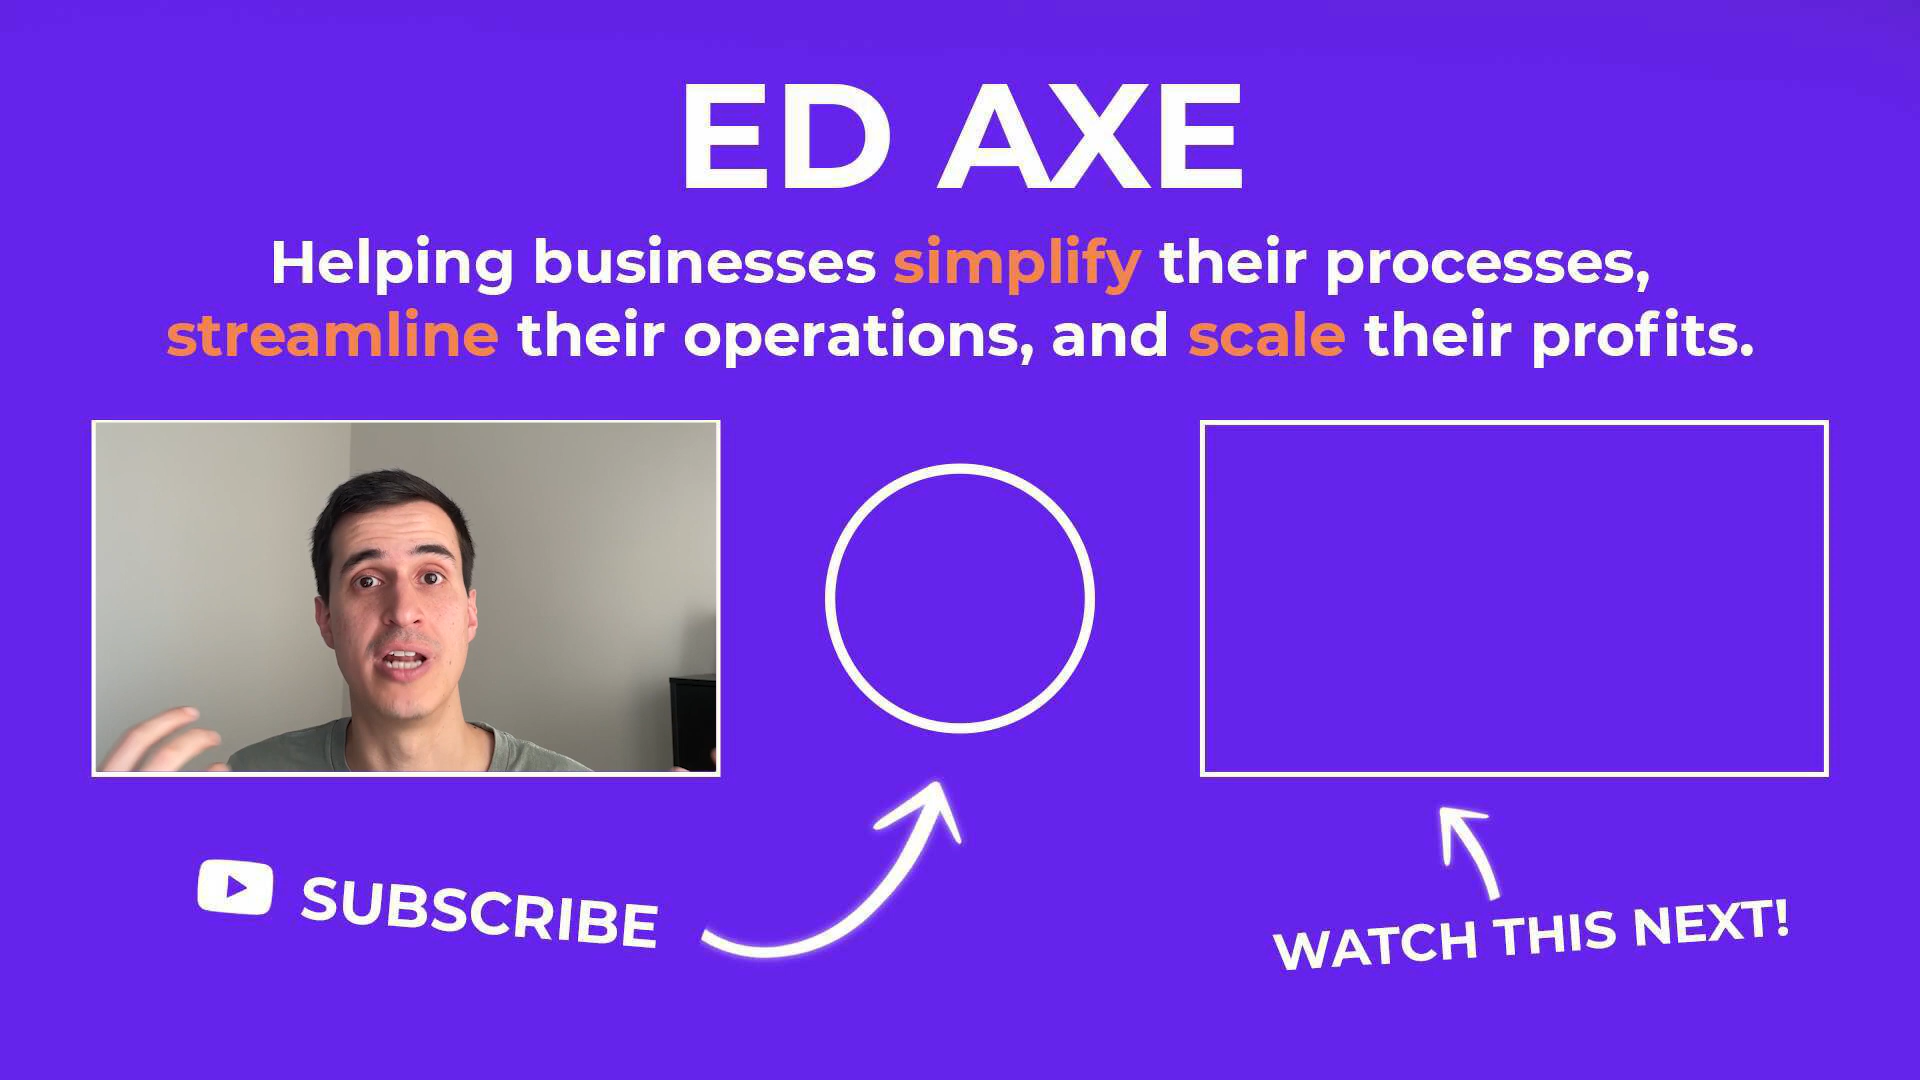 ED AXE
Helping businesses simplify their processes,
streamline their operations, and scale their profits.
SUBSCRIBE
WATCH THIS NEXT!